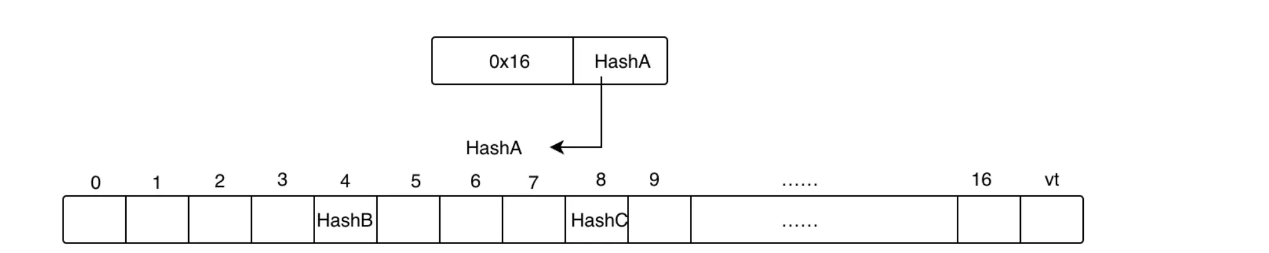 0x16 HashA
HashA
0 1 2 3 4 5 6 7 8 9 ...... 16 vt
HashB HashC ......